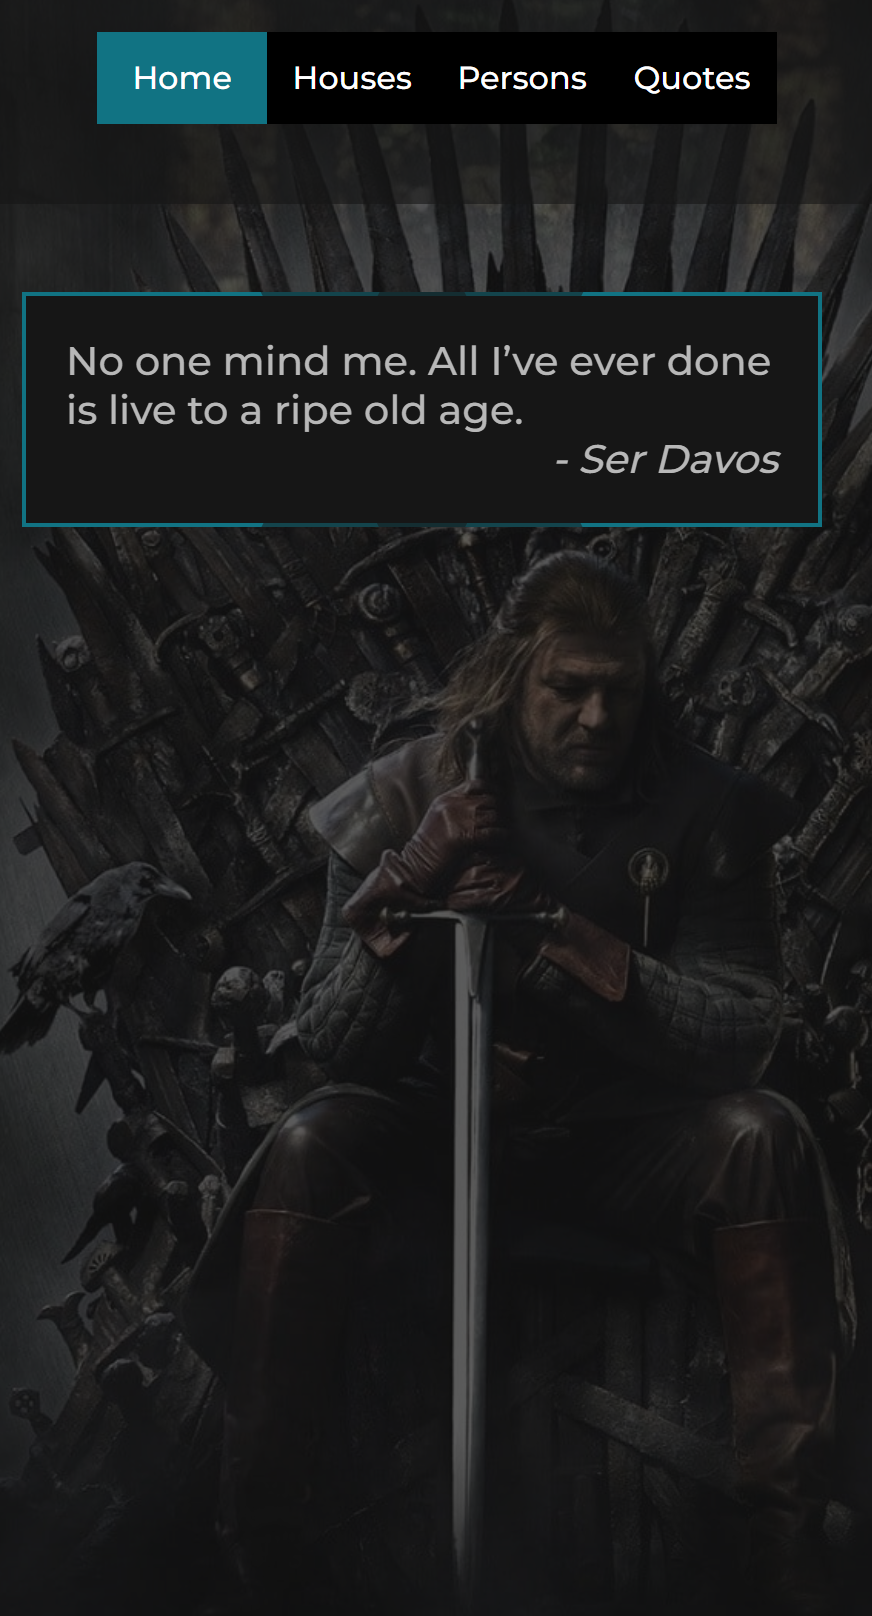 Home Houses Persons Quotes
No one mind me. All I’ve ever done
is live to a ripe old age.
- Ser Davos